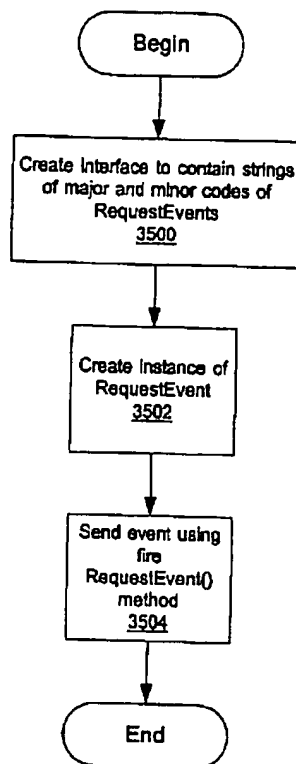 Begin
Create Interface to contain strings
of major and minor codes of
RequestEvents
3500
Create instance of
RequestEvent
3502
Send event using
fire
RequestEvent()
method
3504
End